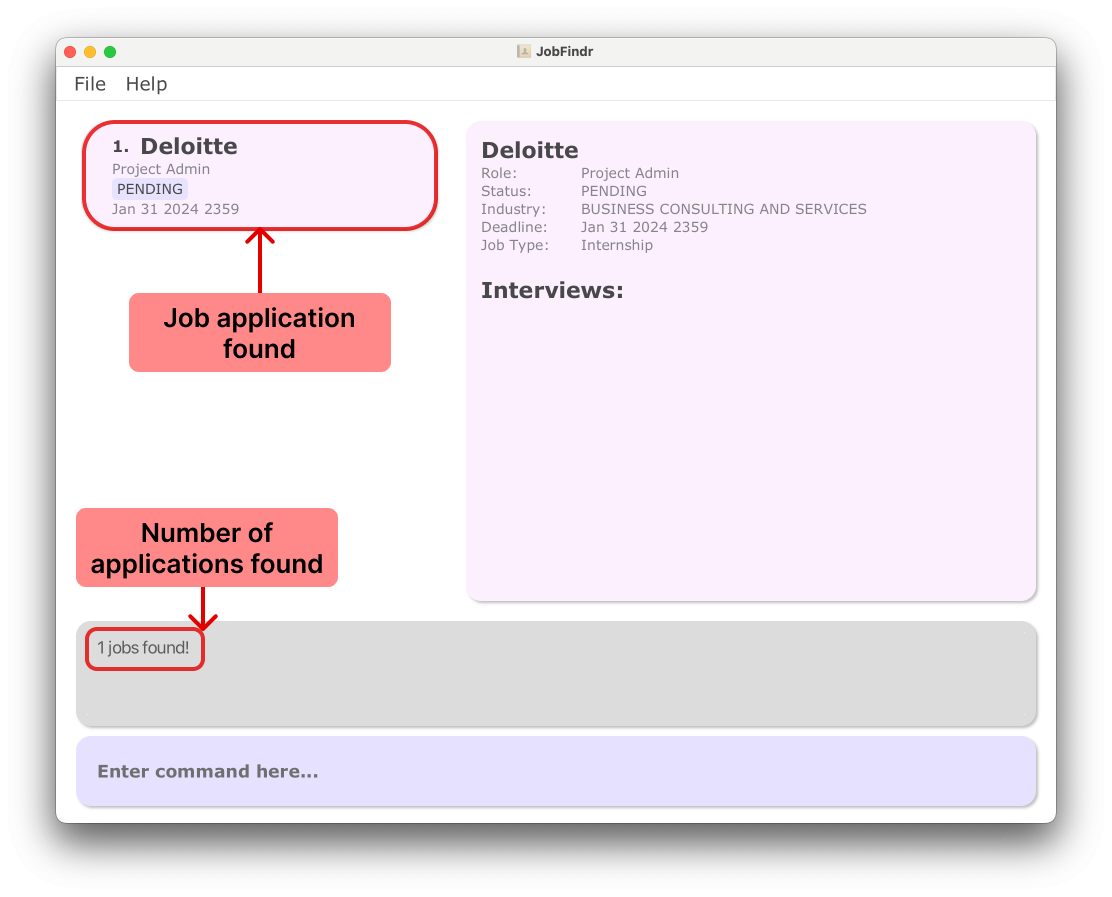 JobFindr
File Help
1. Deloitte
Project Admin
PENDING
Jan 31 2024 2359
Job application
found
Number of
applications found
Deloitte
Role: Project Admin
Status: PENDING
Industry: BUSINESS CONSULTING AND SERVICES
Deadline: Jan 31 2024 2359
Job Type: Internship
Interviews:
1 jobs found!
Enter command here...